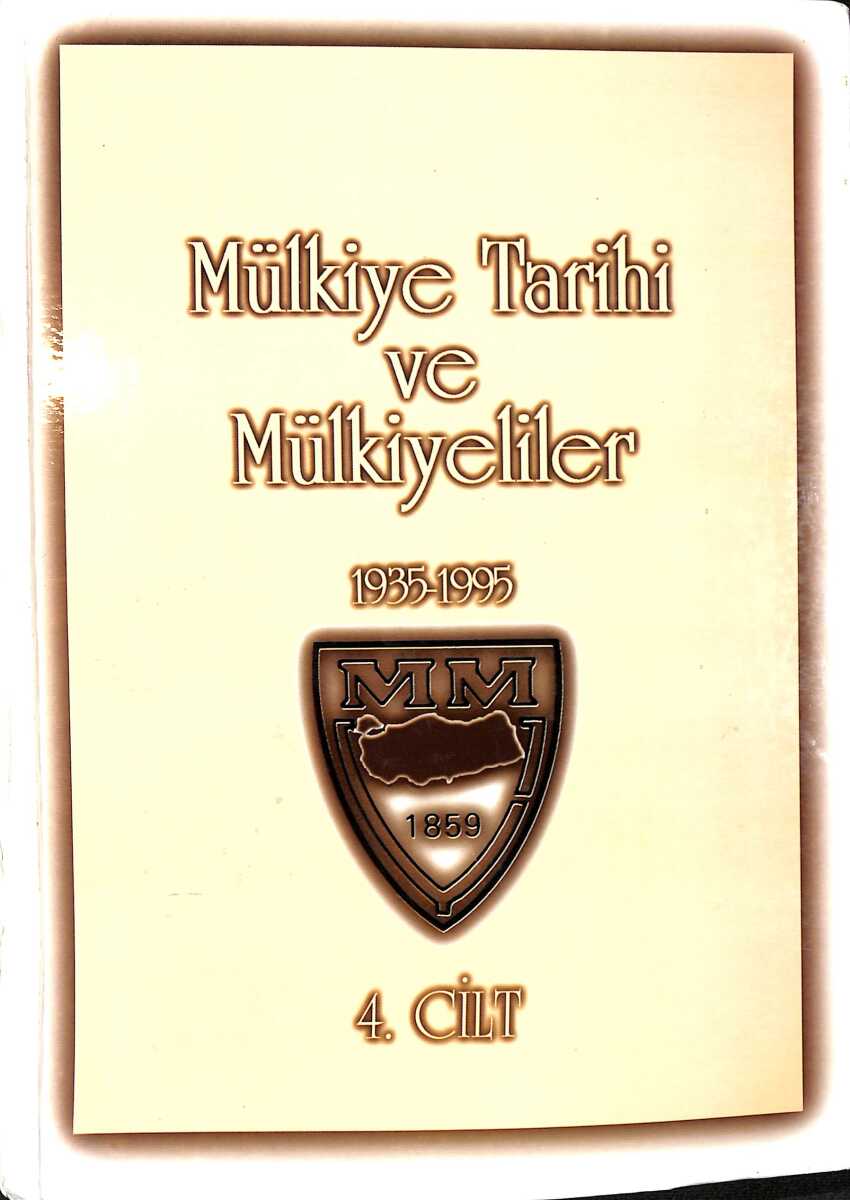 Mülkiye Tarihi
ve
Mülkiyeliler
1935-1995
MM
1859
4. CİLT